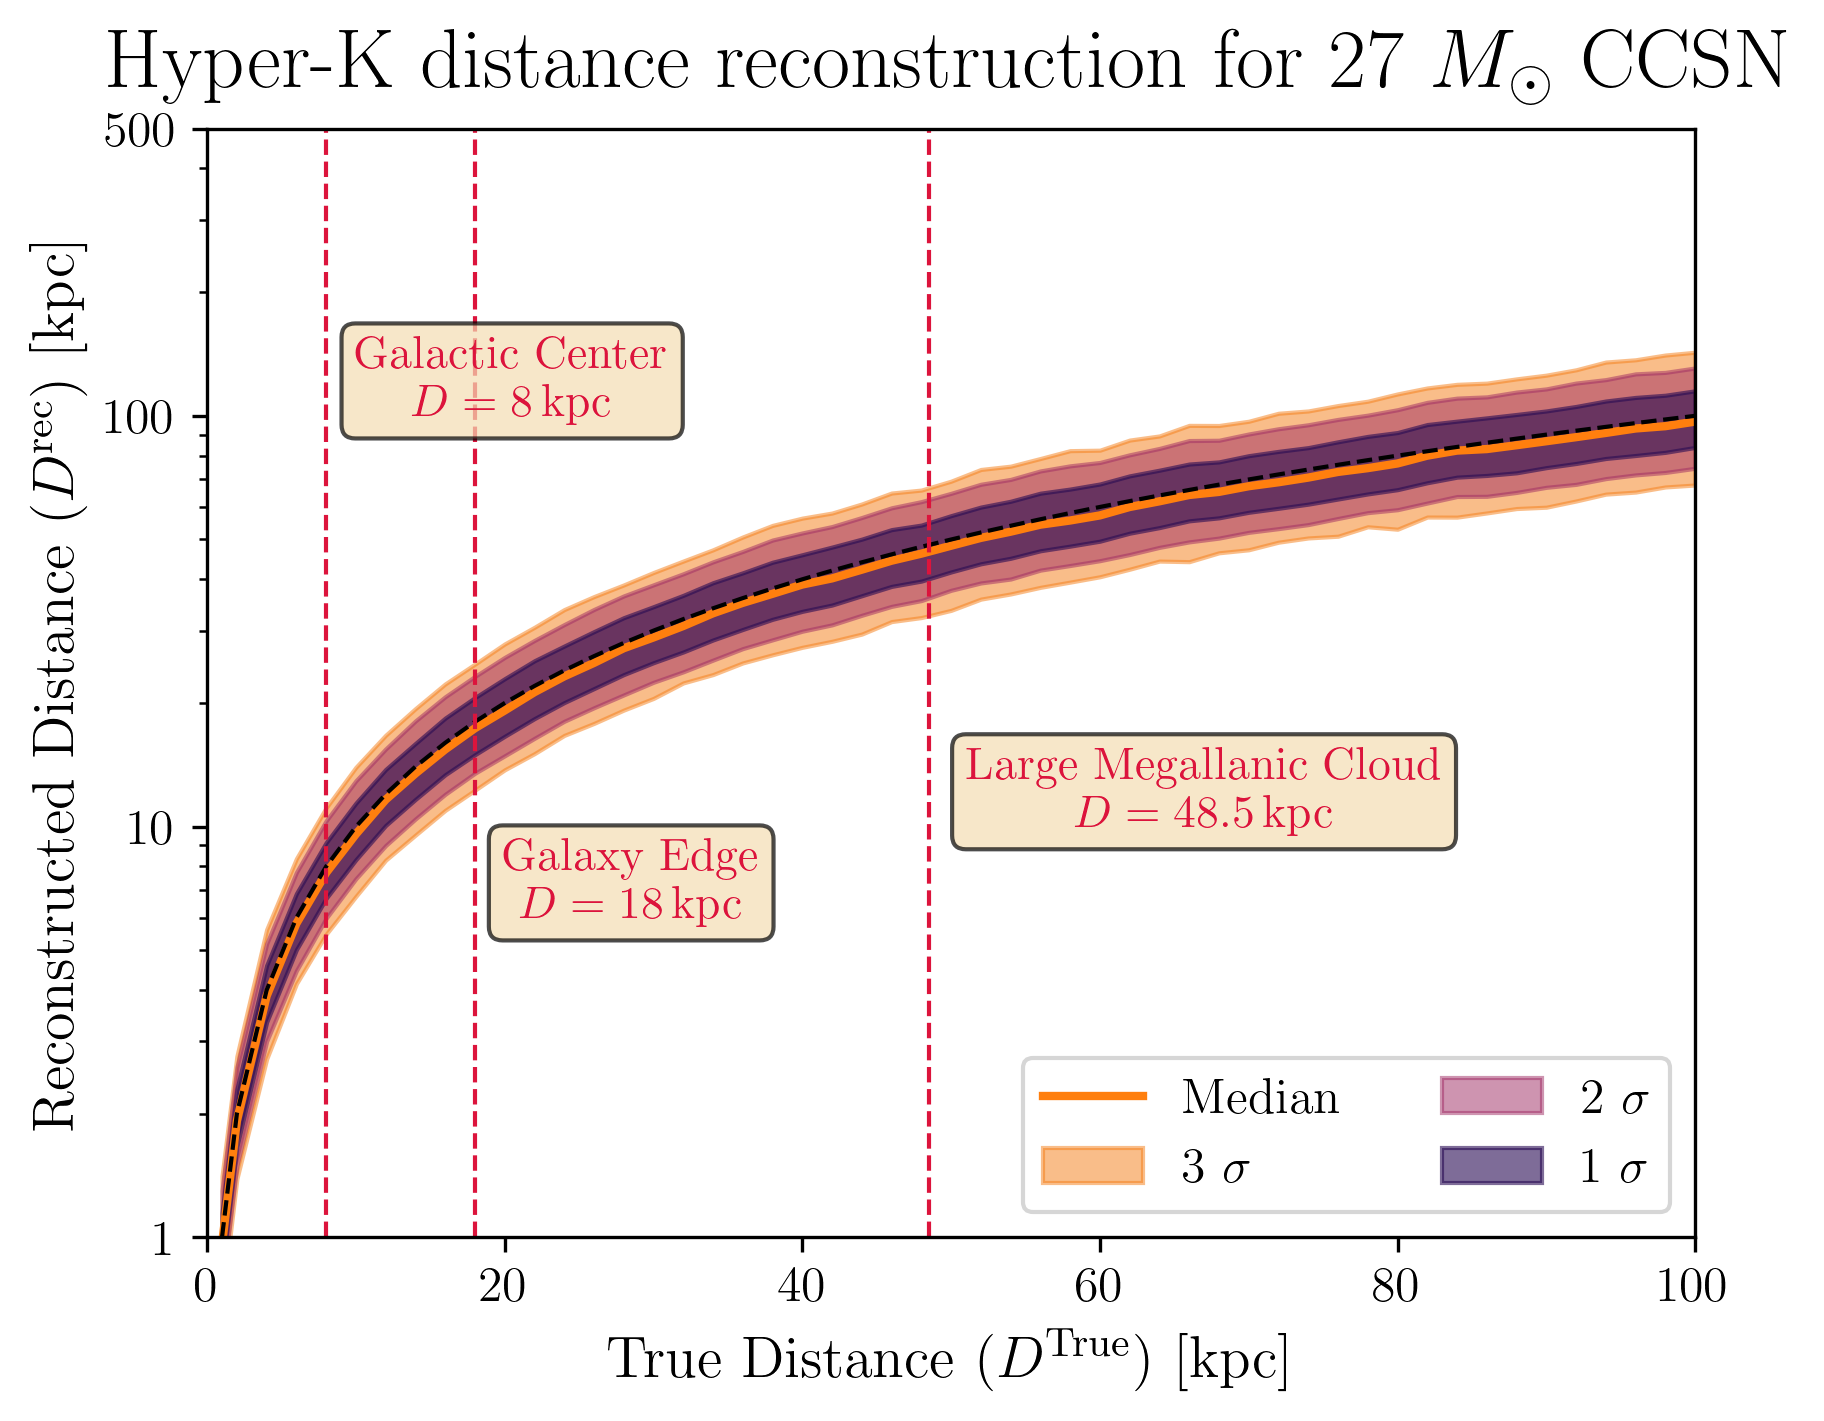 Hyper-K distance reconstruction for 27 M⊙ CCSN
Reconstructed Distance (D^rec) [kpc]
500
100
10
1
Galactic Center
D = 8 kpc
Large Megallanic Cloud
D = 48.5 kpc
Galaxy Edge
D = 18 kpc
Median
3 σ
2 σ
1 σ
0 20 40 60 80 100
True Distance (D^True) [kpc]